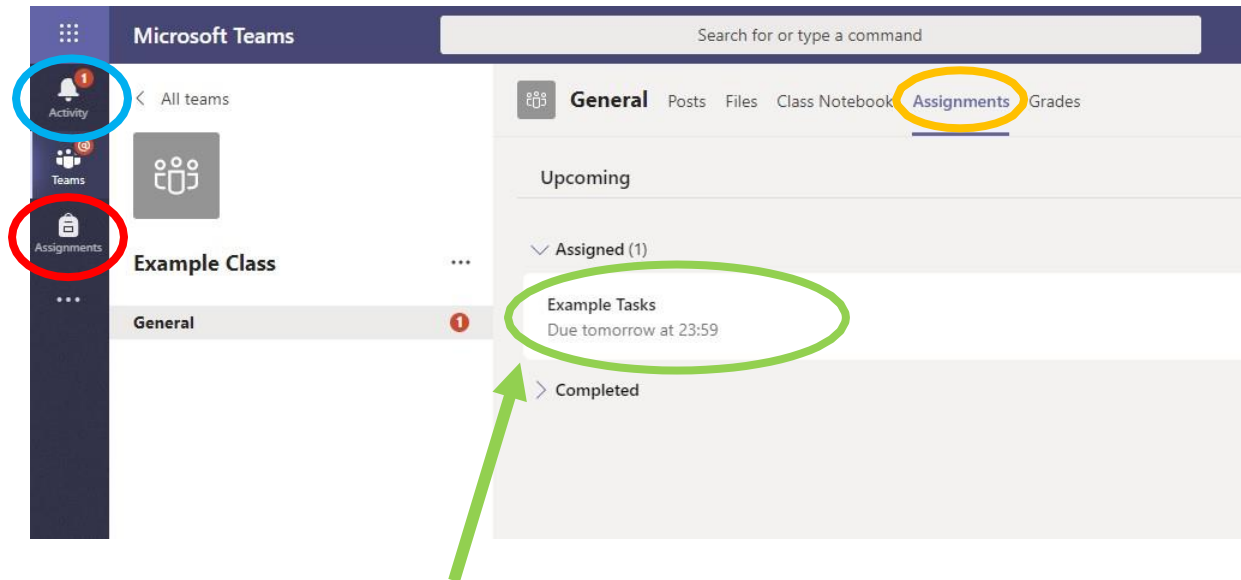 Microsoft Teams
Search for or type a command
1
Activity
@
Teams
Assignments
< All teams
Example Class
General
1
General Posts Files Class Notebook Assignments Grades
Upcoming
Assigned (1)
Example Tasks
Due tomorrow at 23:59
Completed